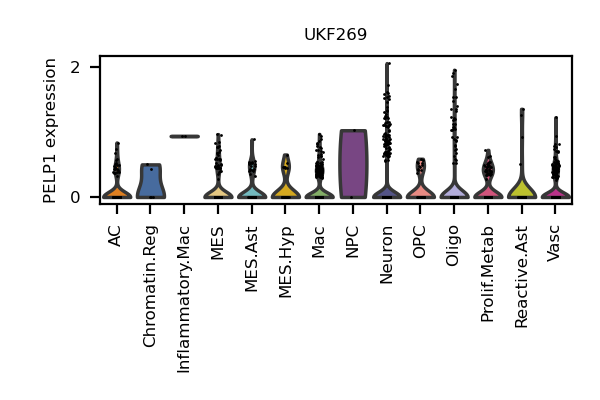 UKF269
PELP1 expression
2
0
AC
Chromatin.Reg
Inflammatory.Mac
MES
MES.Ast
MES.Hyp
Mac
NPC
Neuron
OPC
Oligo
Prolif.Metab
Reactive.Ast
Vasc